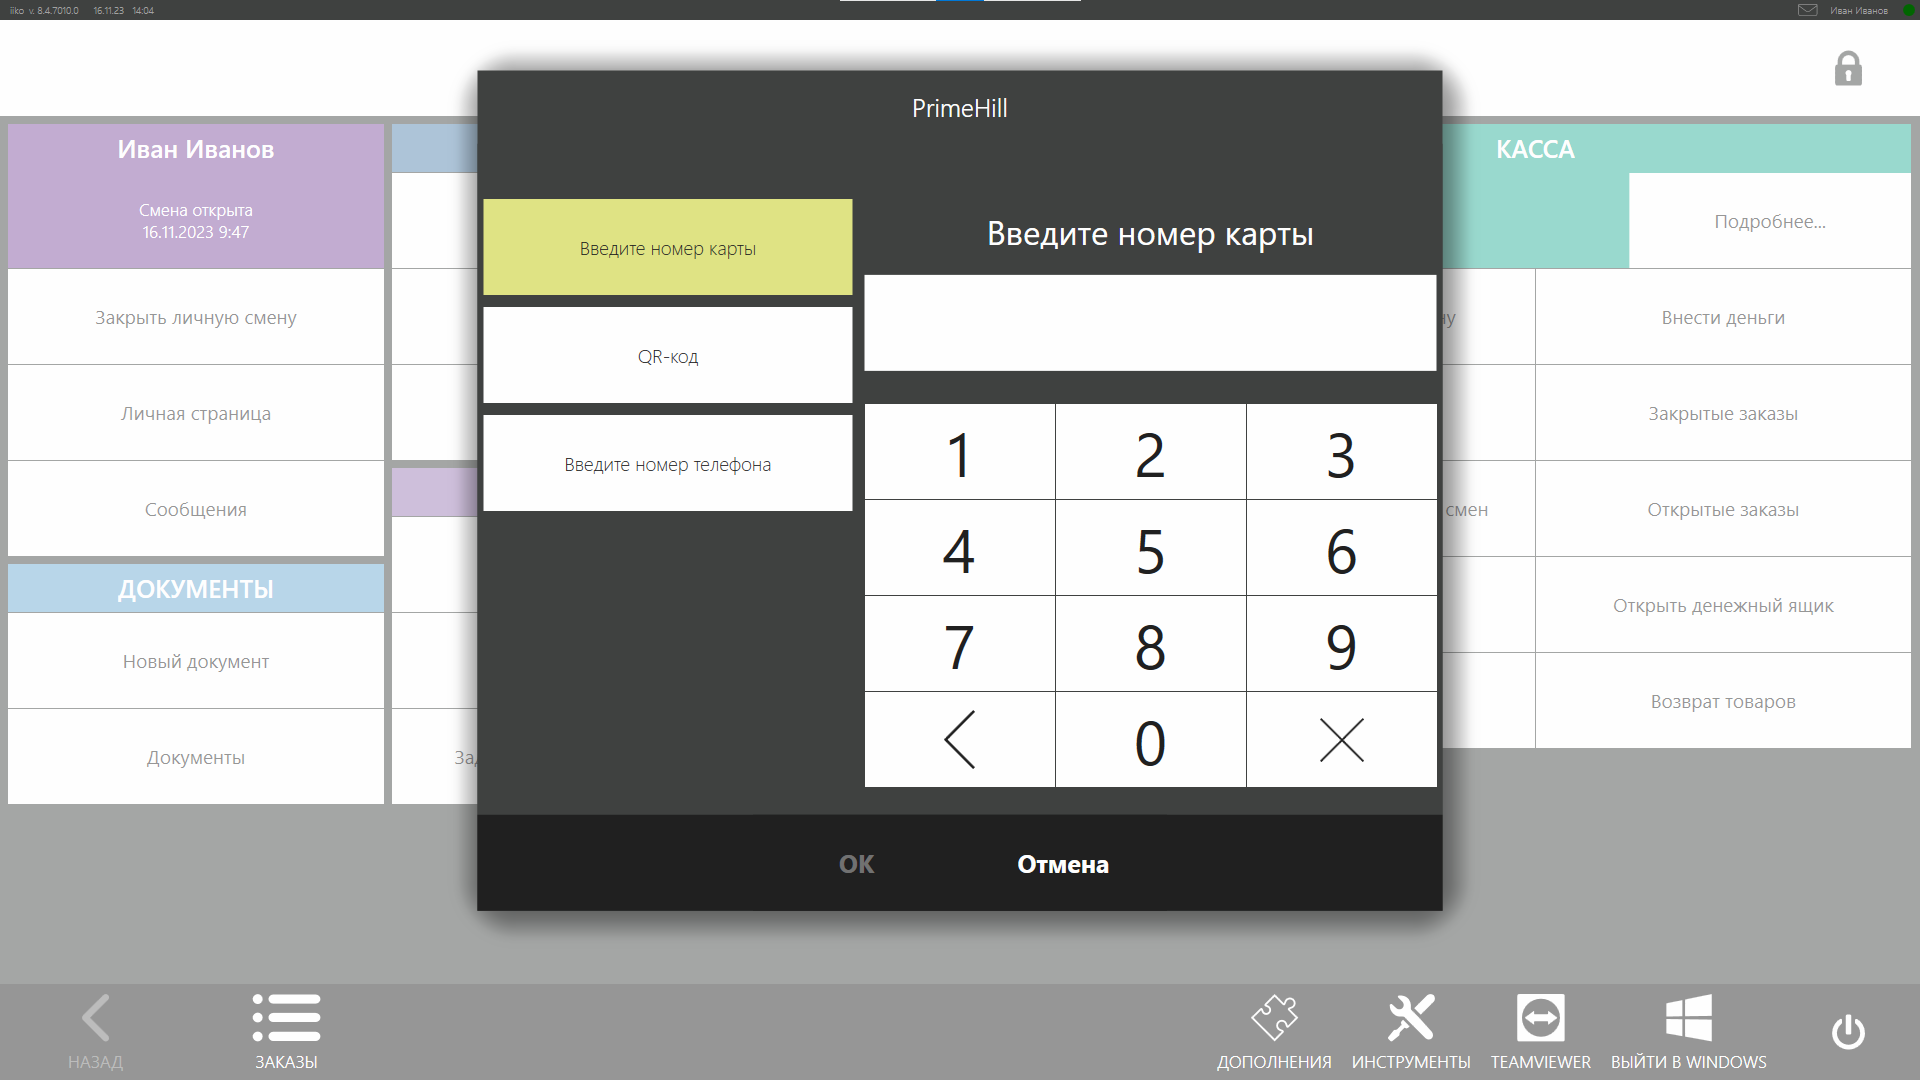 iiko v. 8.4.7010.0 16.11.23 14:04
Иван Иванов
PrimeHill
Введите номер карты
QR-код
Введите номер телефона
Введите номер карты
1 2 3
4 5 6
7 8 9
0
OK
Отмена
Иван Иванов
Смена открыта
16.11.2023 9:47
Закрыть личную смену
Личная страница
Сообщения
ДОКУМЕНТЫ
Новый документ
Документы
КАССА
Подробнее...
Внести деньги
Закрытые заказы
смен
Открытые заказы
Открыть денежный ящик
Возврат товаров
НАЗАД
ЗАКАЗЫ
ДОПОЛНЕНИЯ
ИНСТРУМЕНТЫ
TEAMVIEWER
ВЫЙТИ В WINDOWS